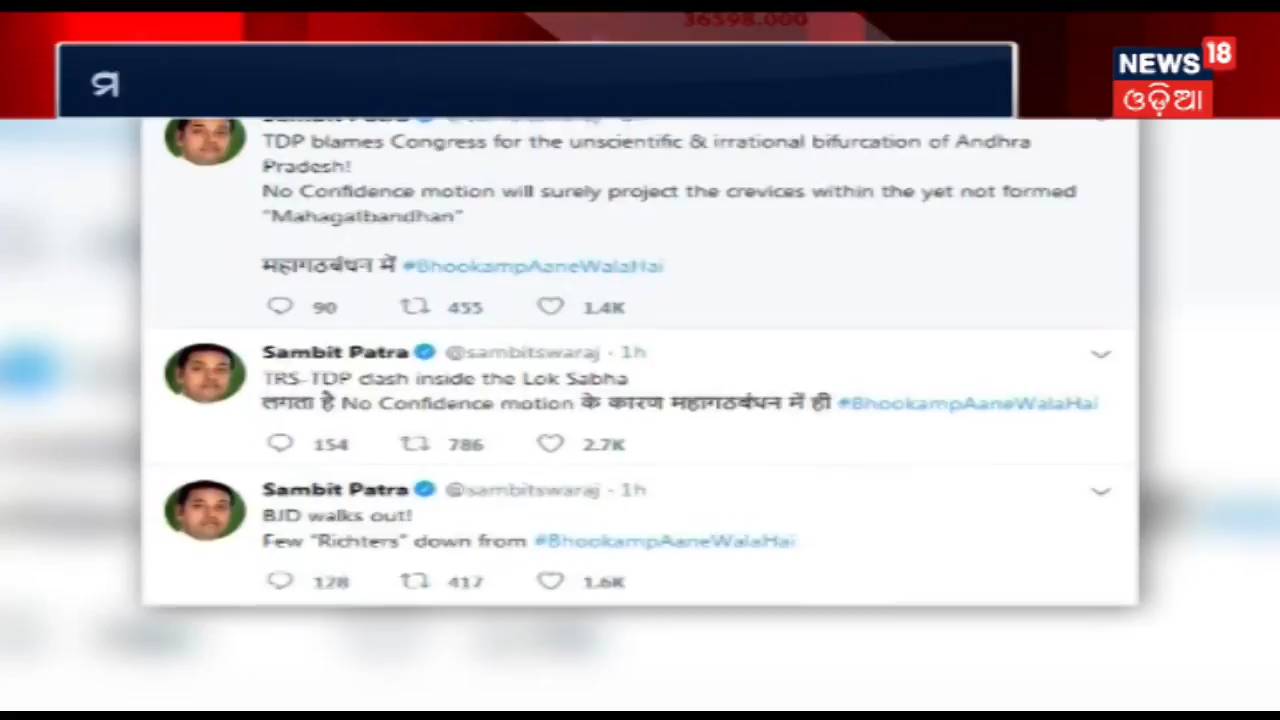 36598.000
ମ
NEWS 18
ଓଡ଼ିଆ
TDP blames Congress for the unscientific & irrational bifurcation of Andhra
Pradesh!
No Confidence motion will surely project the crevices within the yet not formed
"Mahagatbandhan"
महागठबंधन में #BhookampAaneWalaHai
90 455 1.4K
Sambit Patra @sambitswaraj · 1h
TRS-TDP clash inside the Lok Sabha
लगता है No Confidence motion के कारण महागठबंधन में ही #BhookampAaneWalaHai
154 786 2.7K
Sambit Patra @sambitswaraj · 1h
BJD walks out!
Few "Richters" down from #BhookampAaneWalaHai
128 417 1.6K